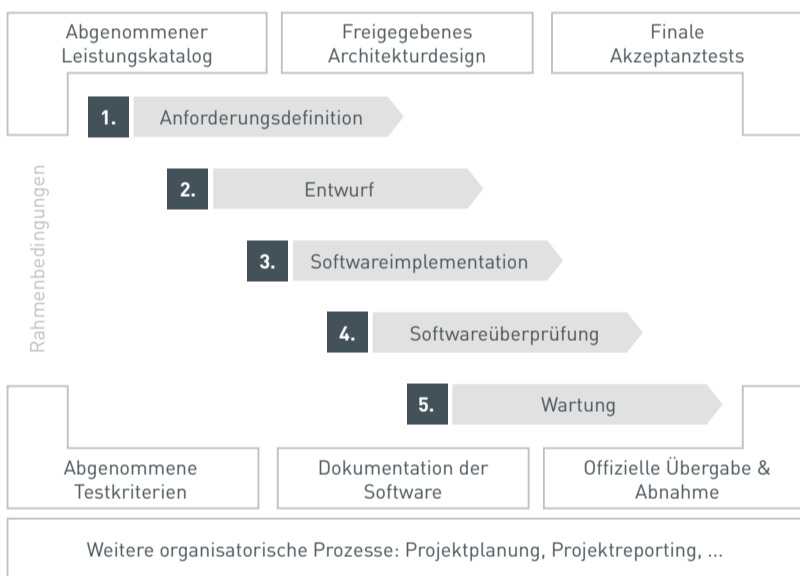 Abgenommener
Leistungskatalog
Freigegebenes
Architekturdesign
Finale
Akzeptanztests
1. Anforderungsdefinition
2. Entwurf
Rahmenbedingungen
3. Softwareimplementation
4. Softwareüberprüfung
5. Wartung
Abgenommene
Testkriterien
Dokumentation der
Software
Offizielle Übergabe &
Abnahme
Weitere organisatorische Prozesse: Projektplanung, Projektreporting, ...